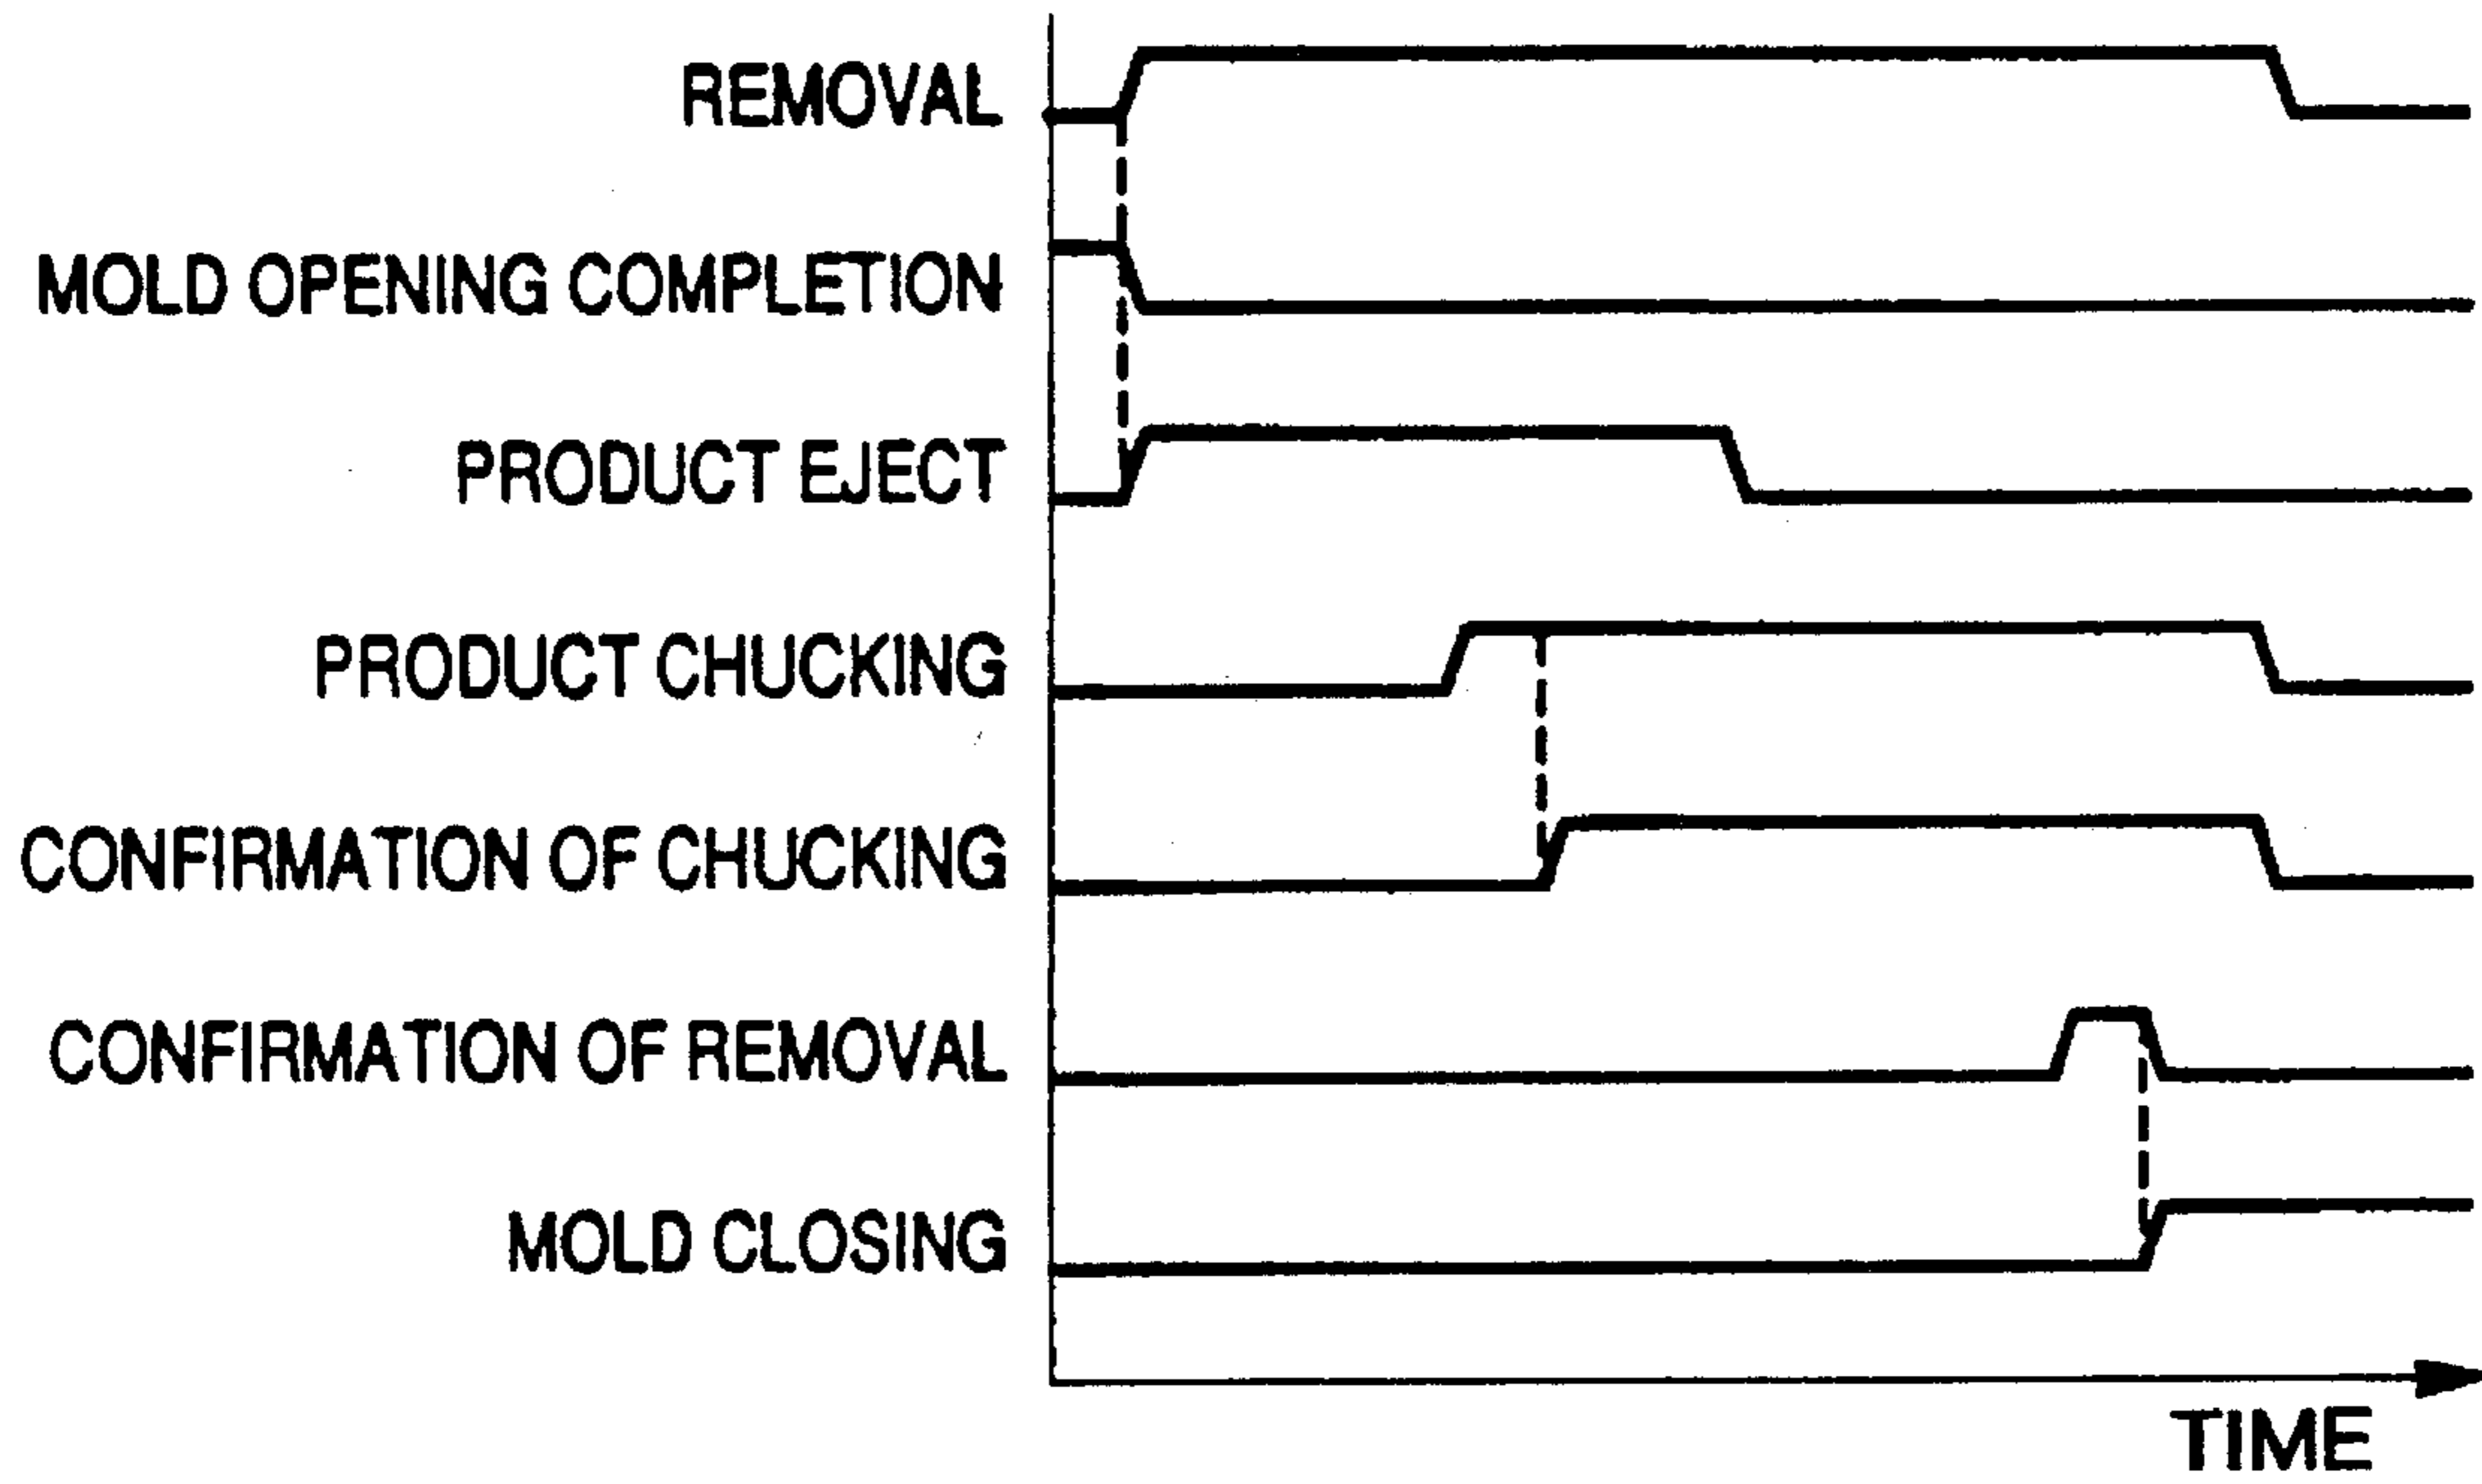 REMOVAL
MOLD OPENING COMPLETION
PRODUCT EJECT
PRODUCT CHUCKING
CONFIRMATION OF CHUCKING
CONFIRMATION OF REMOVAL
MOLD CLOSING
TIME